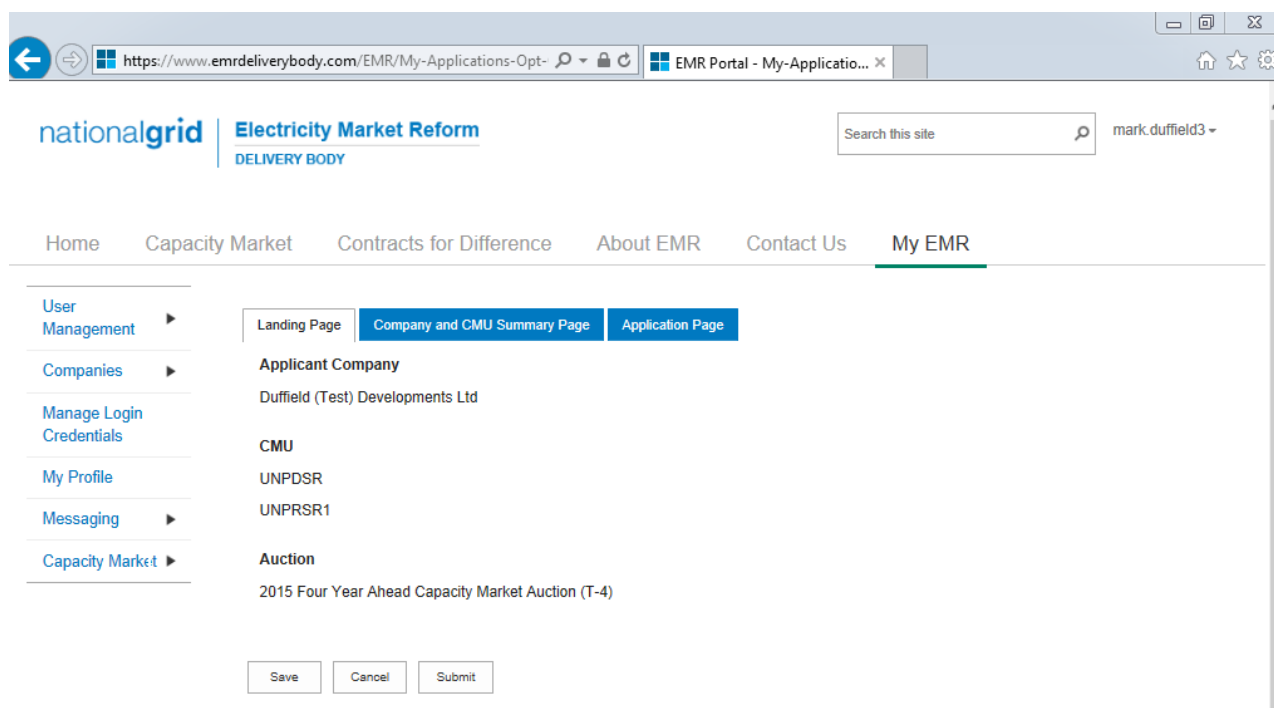 https://www.emrdeliverybody.com/EMR/My-Applications-Opt-
EMR Portal - My-Applicatio...
nationalgrid
Electricity Market Reform
DELIVERY BODY
Search this site
mark.duffield3
Home Capacity Market Contracts for Difference About EMR Contact Us My EMR
User
Management
Companies
Manage Login
Credentials
My Profile
Messaging
Capacity Market
Landing Page Company and CMU Summary Page Application Page
Applicant Company
Duffield (Test) Developments Ltd
CMU
UNPDSR
UNPRSR1
Auction
2015 Four Year Ahead Capacity Market Auction (T-4)
Save Cancel Submit